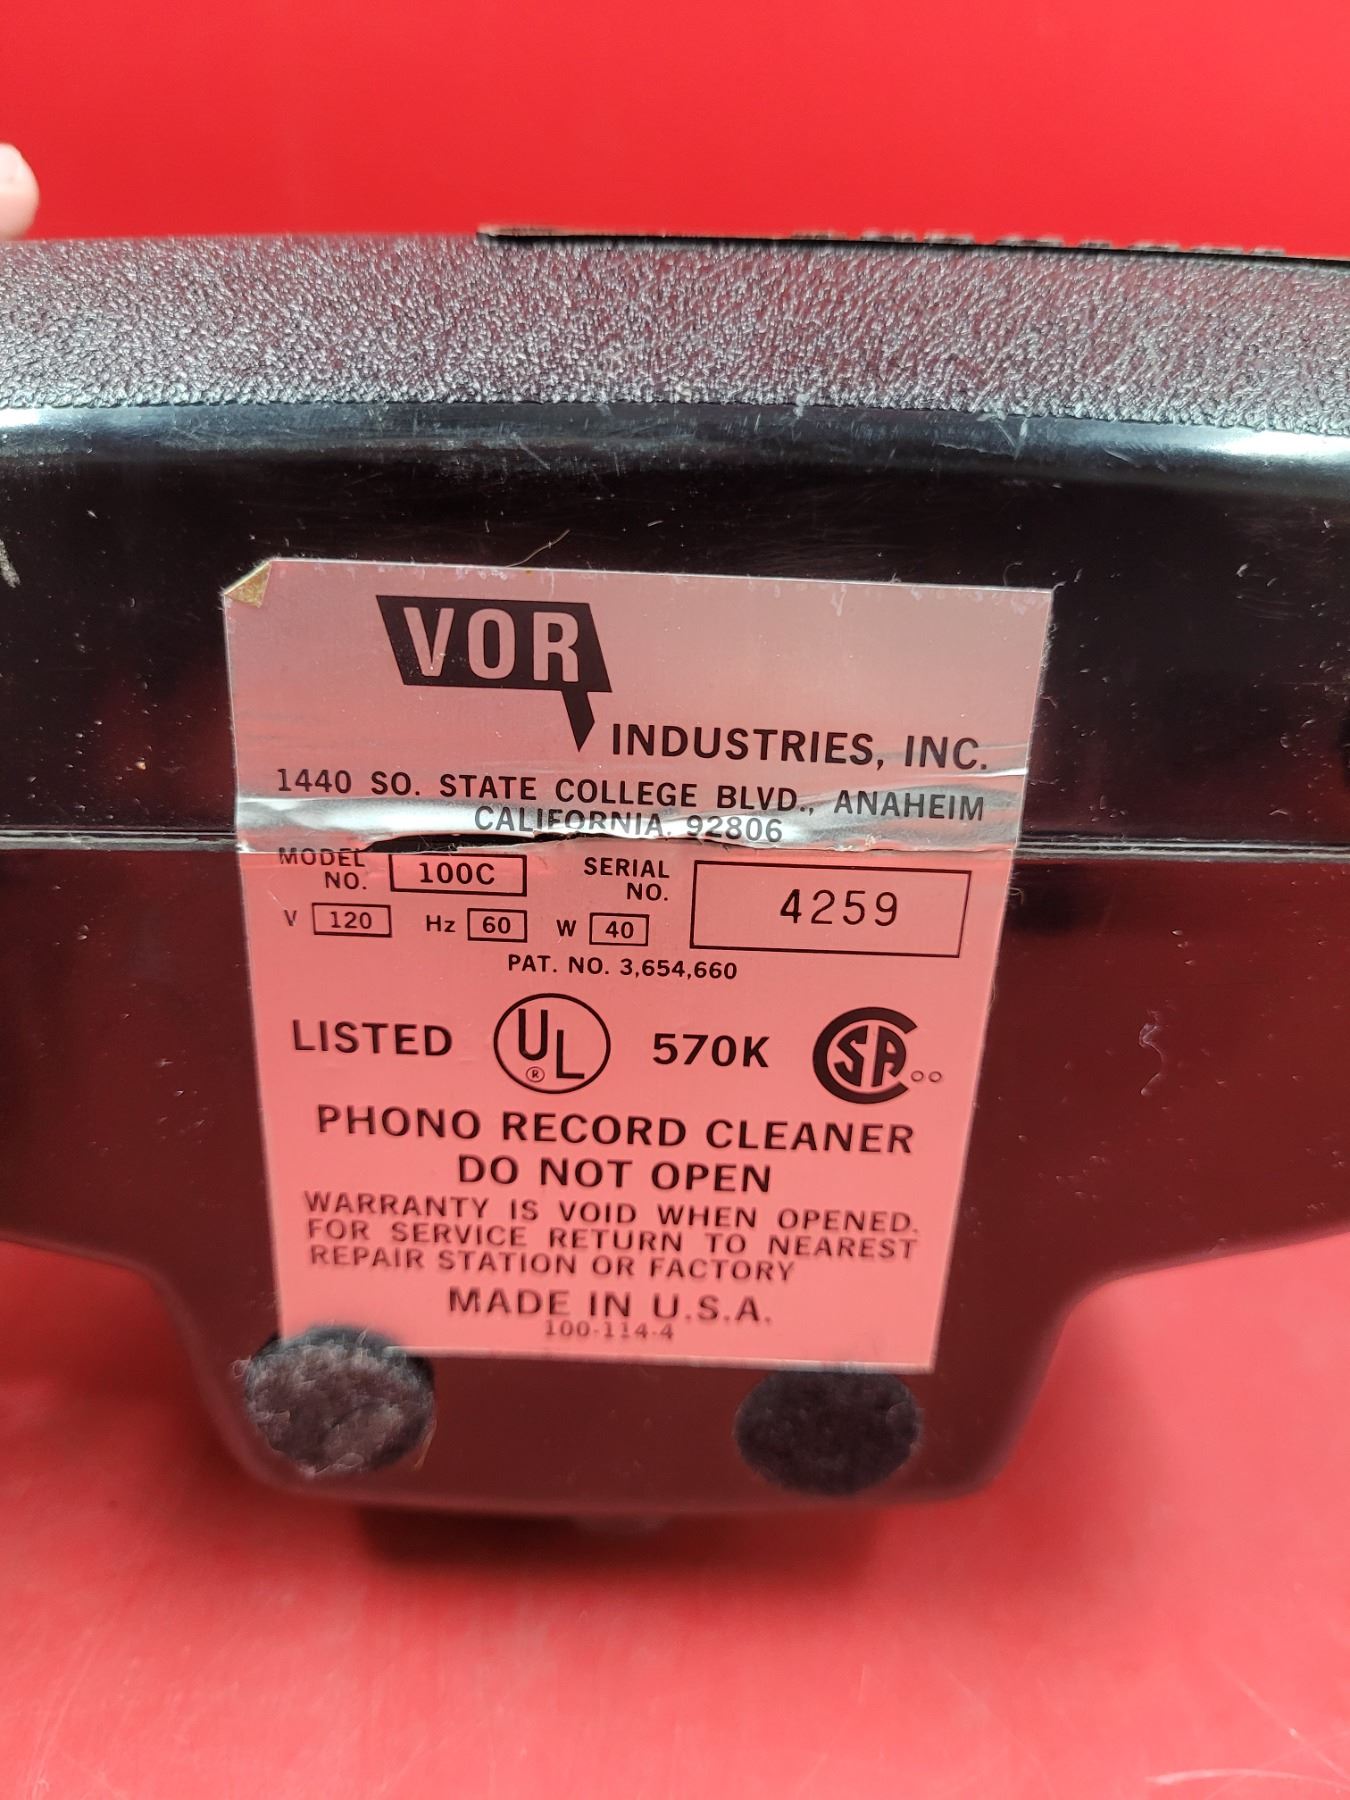 VOR
INDUSTRIES, INC.
1440 SO. STATE COLLEGE BLVD., ANAHEIM
CALIFORNIA. 92806
MODEL NO. 100C SERIAL NO. 4259
V 120 Hz 60 W 40
PAT. NO. 3,654,660
LISTED UL ® 570K CSA
PHONO RECORD CLEANER
DO NOT OPEN
WARRANTY IS VOID WHEN OPENED.
FOR SERVICE RETURN TO NEAREST
REPAIR STATION OR FACTORY
MADE IN U.S.A.
100-114-4